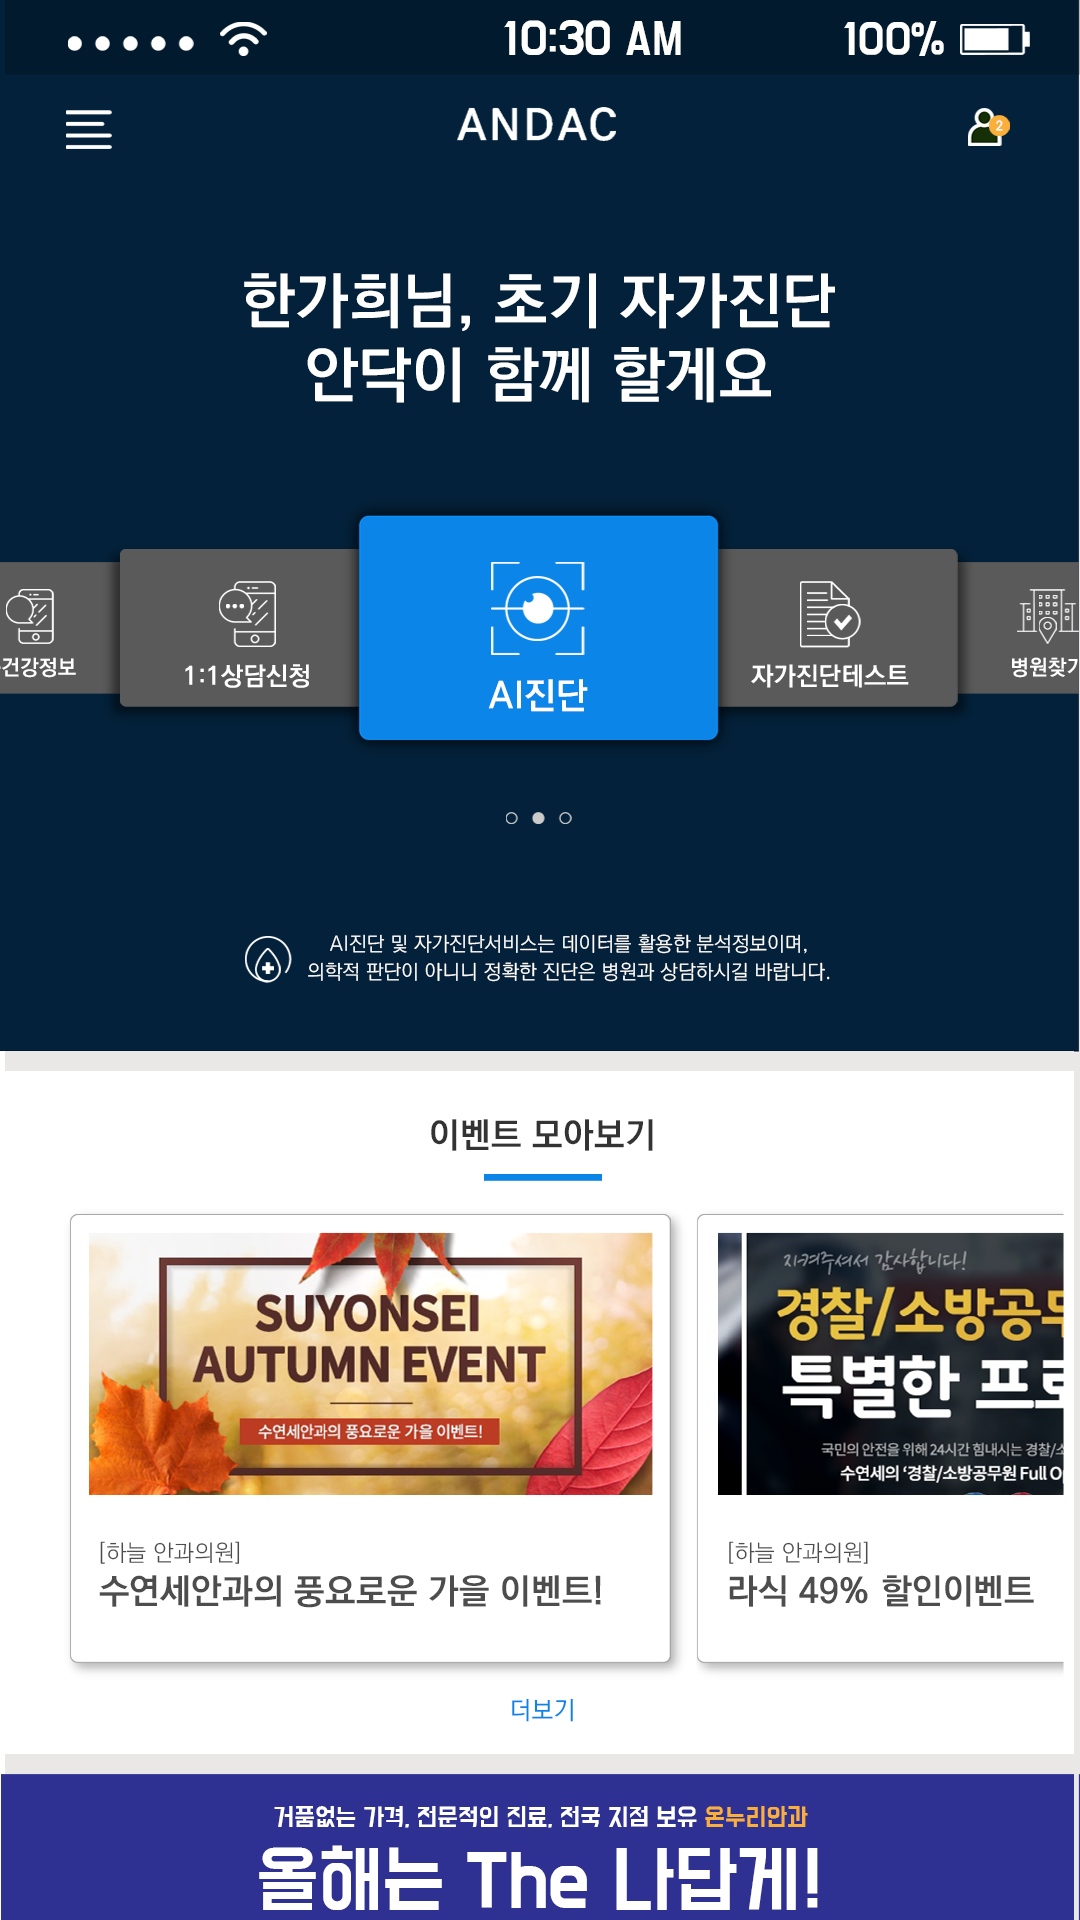 10:30 AM
100%
ANDAC
2
한가희님, 초기 자가진단
안닥이 함께 할게요
건강정보
1:1상담신청
AI진단
자가진단테스트
병원찾기
AI진단 및 자가진단서비스는 데이터를 활용한 분석정보이며,
의학적 판단이 아니니 정확한 진단은 병원과 상담하시길 바랍니다.
이벤트 모아보기
SUYONSEI
AUTUMN EVENT
수연세안과의 풍요로운 가을 이벤트!
[하늘 안과의원]
수연세안과의 풍요로운 가을 이벤트!
지켜주셔서 감사합니다!
경찰/소방공무
특별한 프로
국민의 안전을 위해 24시간 힘내시는 경찰/소
수연세의 ‘경찰/소방공무원 Full O
[하늘 안과의원]
라식 49% 할인이벤트
더보기
거품없는 가격, 전문적인 진료, 전국 지점 보유 온누리안과
올해는 The 나답게!